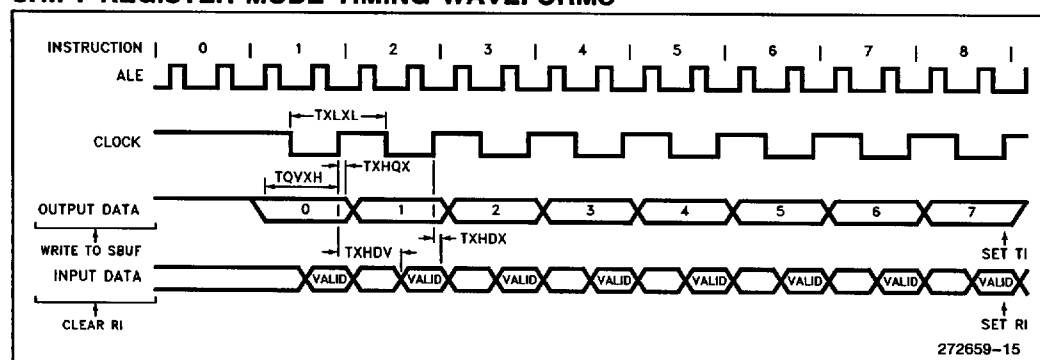 SHIFT REGISTER MODE TIMING WAVEFORMS
INSTRUCTION | 0 | 1 | 2 | 3 | 4 | 5 | 6 | 7 | 8 |
ALE
TXLXL
CLOCK
TQVXH
TXHQX
OUTPUT DATA 0 1 2 3 4 5 6 7
WRITE TO SBUF
TXHDV
TXHDX
SET TI
INPUT DATA VALID VALID VALID VALID VALID VALID VALID VALID
CLEAR RI
SET RI
272659-15